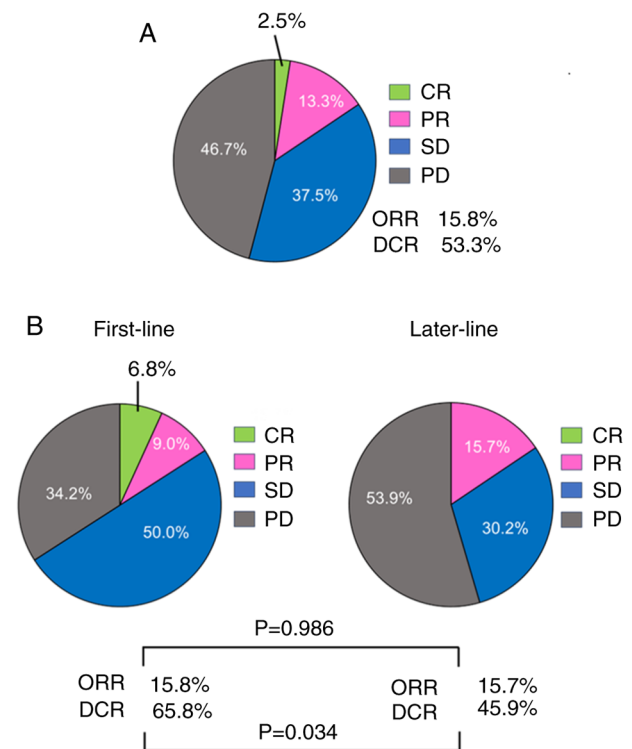 A
2.5%
13.3%
46.7%
37.5%
CR
PR
SD
PD
ORR 15.8%
DCR 53.3%
B
First-line
Later-line
6.8%
9.0%
34.2%
50.0%
CR
PR
SD
PD
15.7%
53.9%
30.2%
CR
PR
SD
PD
P=0.986
ORR 15.8%
DCR 65.8%
ORR 15.7%
DCR 45.9%
P=0.034